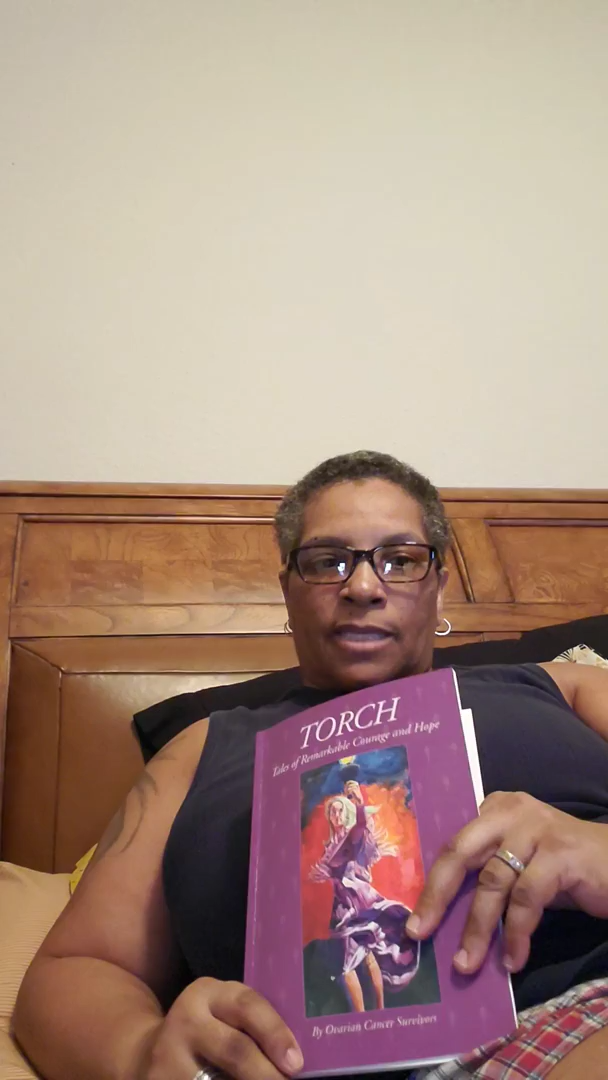 TORCH
Tales of Remarkable Courage and Hope
By Ovarian Cancer Survivors